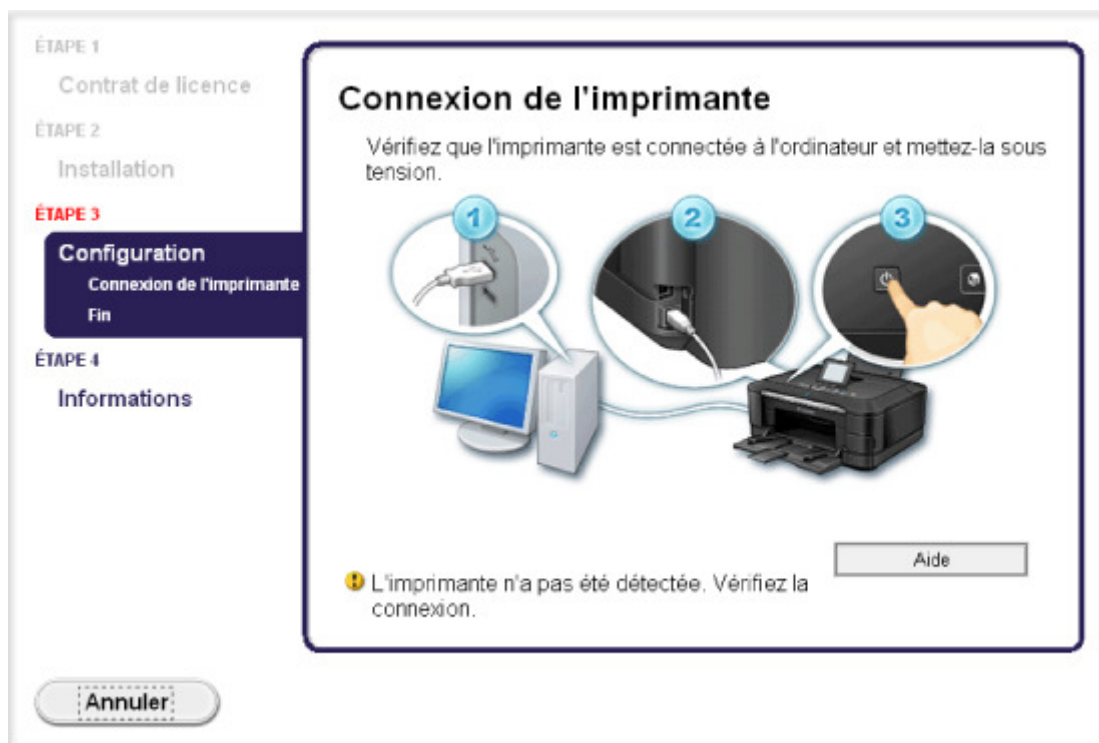 ÉTAPE 1
Contrat de licence
ÉTAPE 2
Installation
ÉTAPE 3
Configuration
Connexion de l'imprimante
Fin
ÉTAPE 4
Informations
Connexion de l'imprimante
Vérifiez que l'imprimante est connectée à l'ordinateur et mettez-la sous
tension.
1
2
3
Aide
L'imprimante n'a pas été détectée. Vérifiez la
connexion.
Annuler